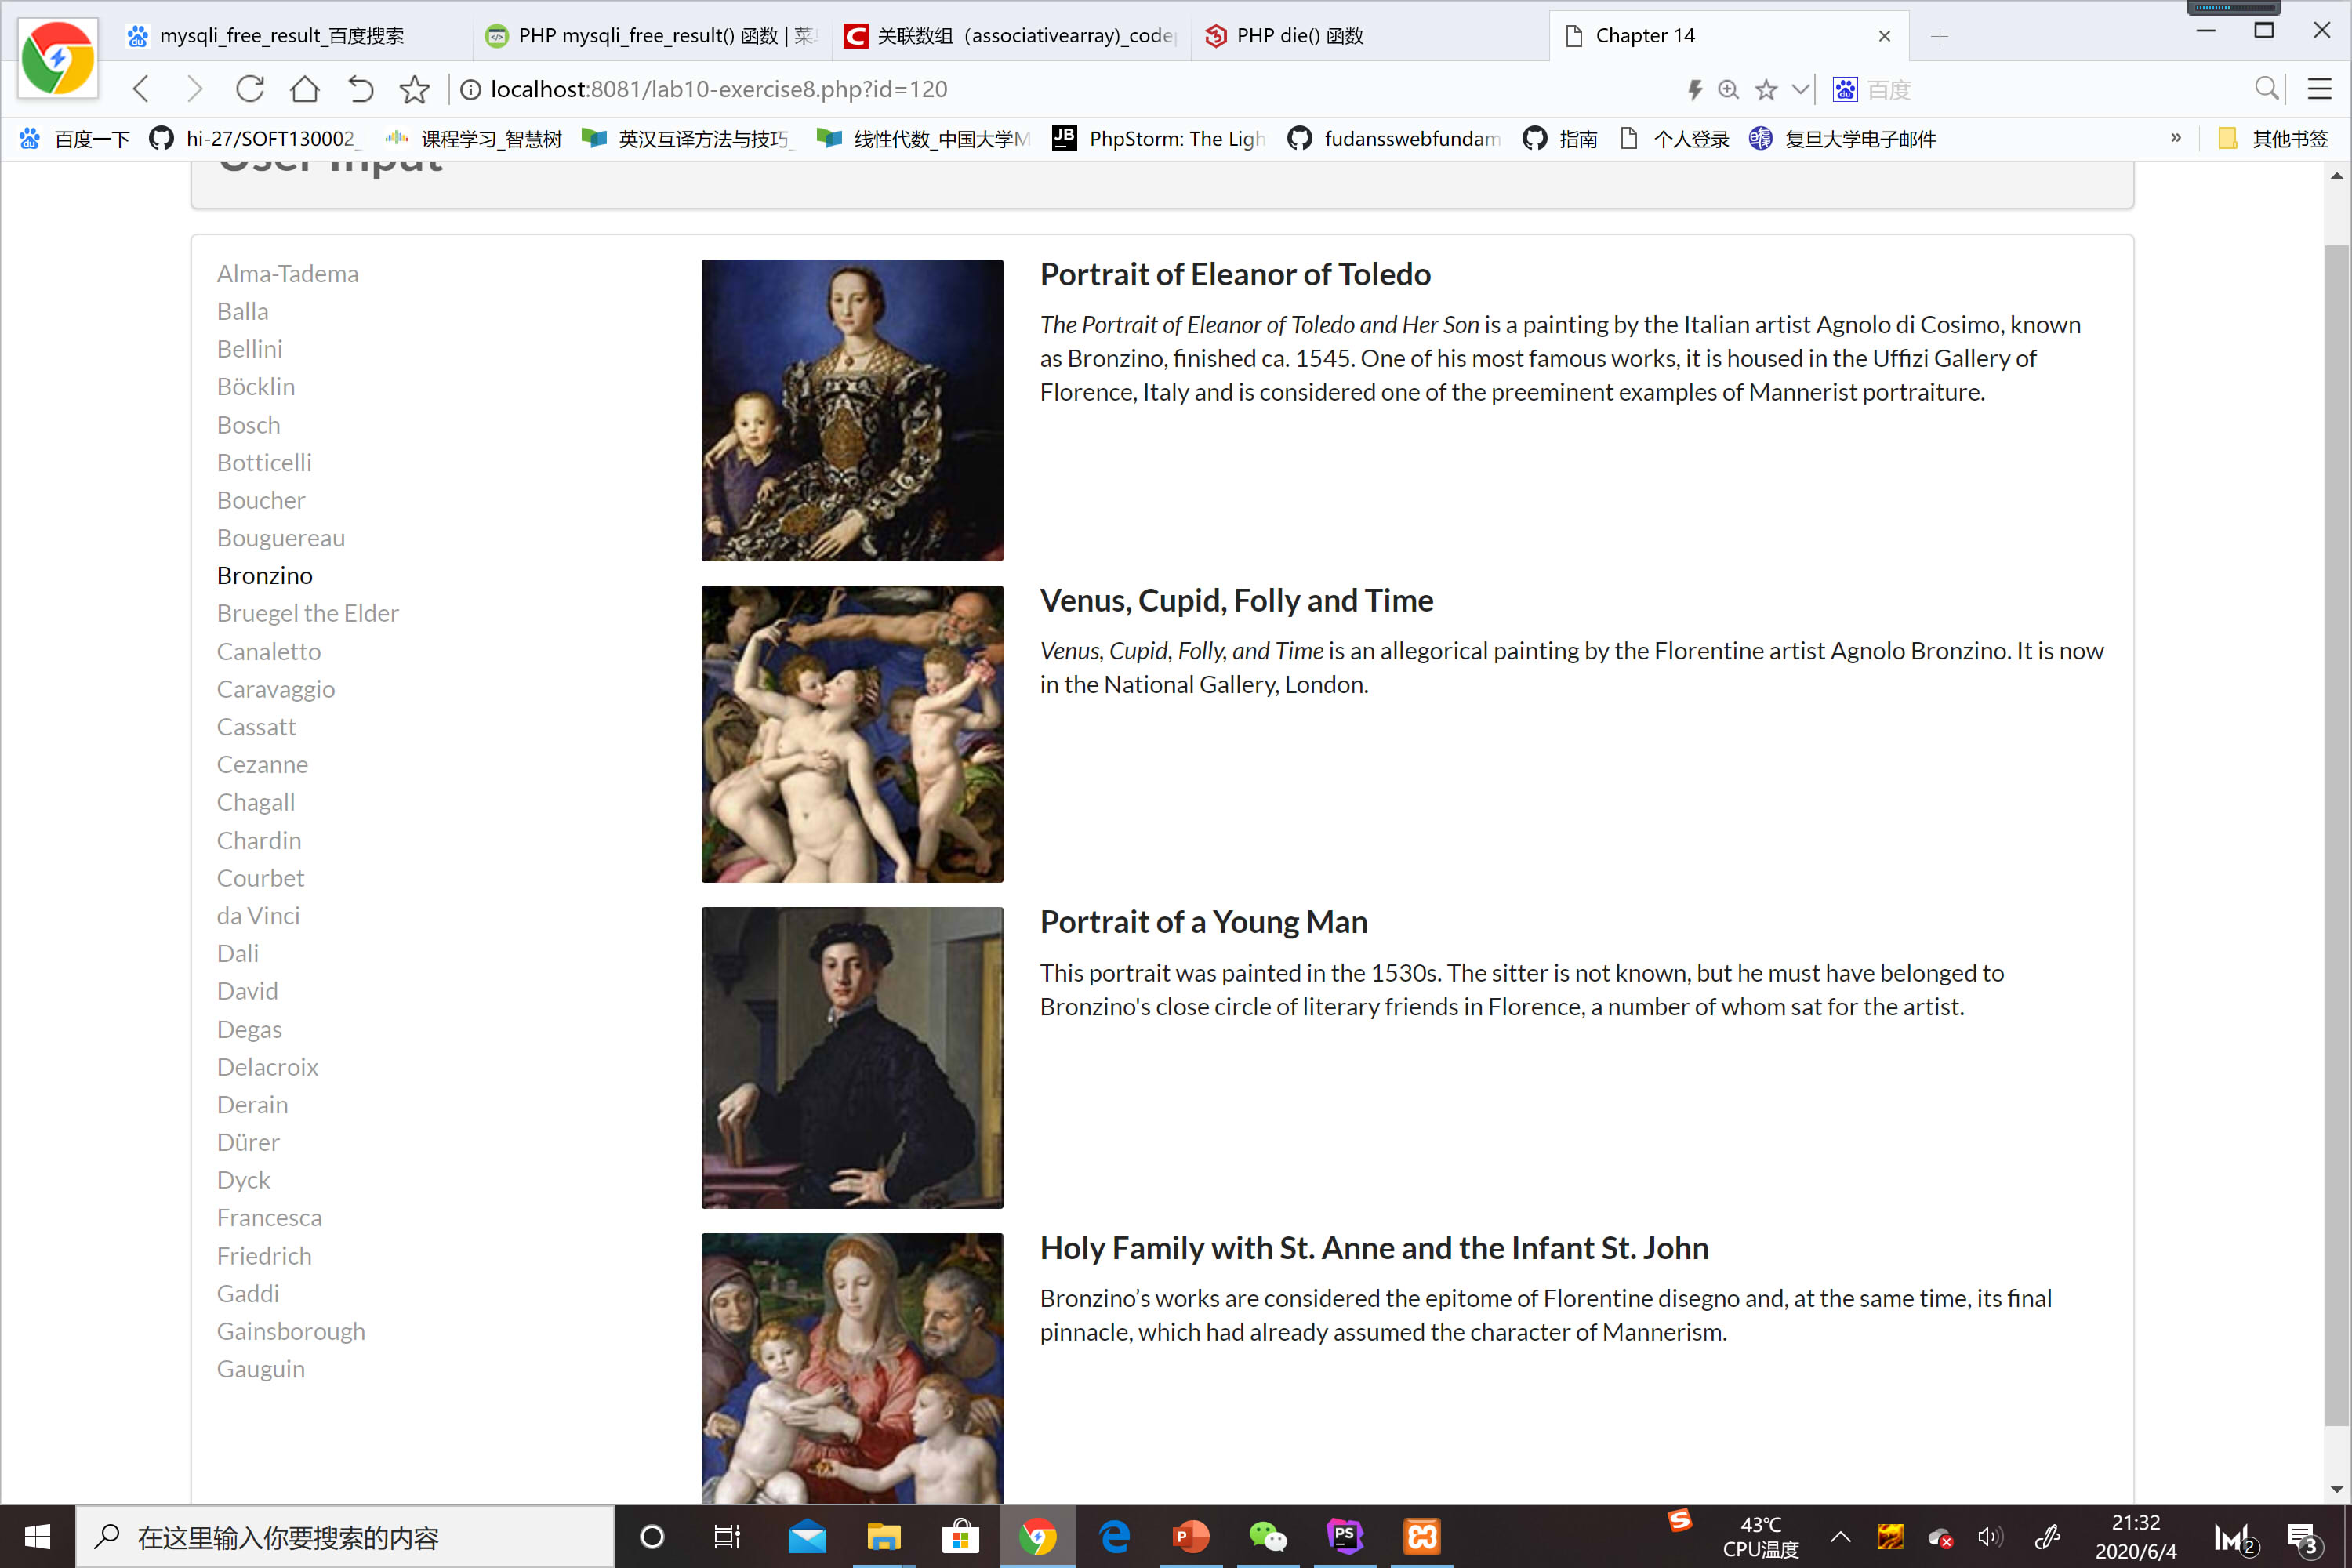 mysqli_free_result_百度搜索
PHP mysqli_free_result() 函数 | 菜
关联数组（associativearray)_code
PHP die() 函数
Chapter 14
localhost:8081/lab10-exercise8.php?id=120
百度
百度一下
hi-27/SOFT130002_
课程学习_智慧树
英汉互译方法与技巧_
线性代数_中国大学M
JB
PhpStorm: The Ligh
fudansswebfundam
指南
个人登录
复旦大学电子邮件
»
其他书签
User Input
Alma-Tadema
Balla
Bellini
Böcklin
Bosch
Botticelli
Boucher
Bouguereau
Bronzino
Bruegel the Elder
Canaletto
Caravaggio
Cassatt
Cezanne
Chagall
Chardin
Courbet
da Vinci
Dali
David
Degas
Delacroix
Derain
Dürer
Dyck
Francesca
Friedrich
Gaddi
Gainsborough
Gauguin
Portrait of Eleanor of Toledo
The Portrait of Eleanor of Toledo and Her Son is a painting by the Italian artist Agnolo di Cosimo, known
as Bronzino, finished ca. 1545. One of his most famous works, it is housed in the Uffizi Gallery of
Florence, Italy and is considered one of the preeminent examples of Mannerist portraiture.
Venus, Cupid, Folly and Time
Venus, Cupid, Folly, and Time is an allegorical painting by the Florentine artist Agnolo Bronzino. It is now
in the National Gallery, London.
Portrait of a Young Man
This portrait was painted in the 1530s. The sitter is not known, but he must have belonged to
Bronzino's close circle of literary friends in Florence, a number of whom sat for the artist.
Holy Family with St. Anne and the Infant St. John
Bronzino’s works are considered the epitome of Florentine disegno and, at the same time, its final
pinnacle, which had already assumed the character of Mannerism.
在这里输入你要搜索的内容
43℃
CPU温度
21:32
2020/6/4
2
3